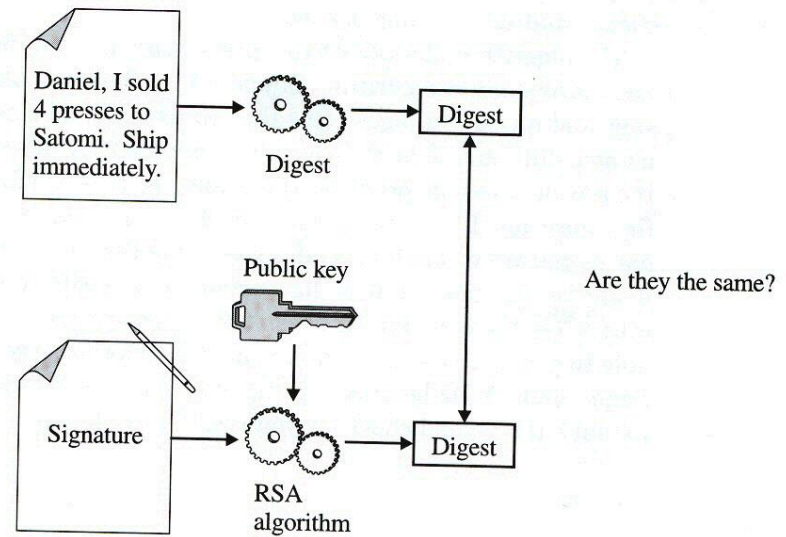 Daniel, I sold
4 presses to
Satomi.  Ship
immediately.
Digest
Digest
Public key
Are they the same?
Signature
RSA
algorithm
Digest